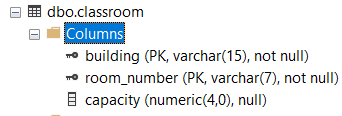 dbo.classroom
Columns
building (PK, varchar(15), not null)
room_number (PK, varchar(7), not null)
capacity (numeric(4,0), null)